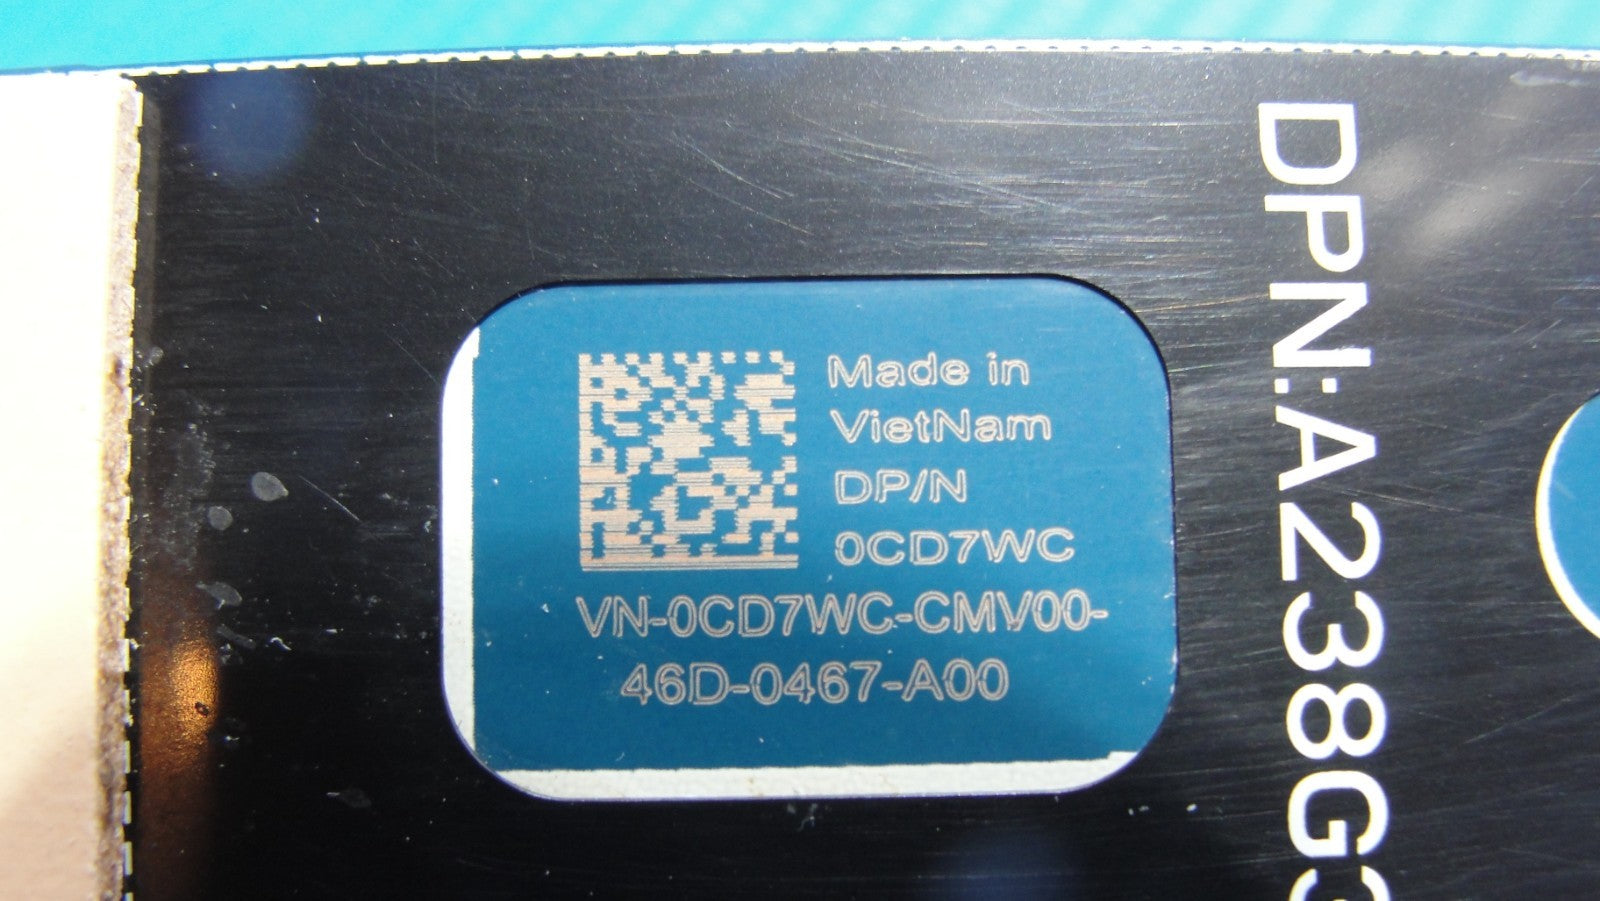 Made in
VietNam
DP/N
0CD7WC
VN-0CD7WC-CMV00-
46D-0467-A00
DPN:A238G